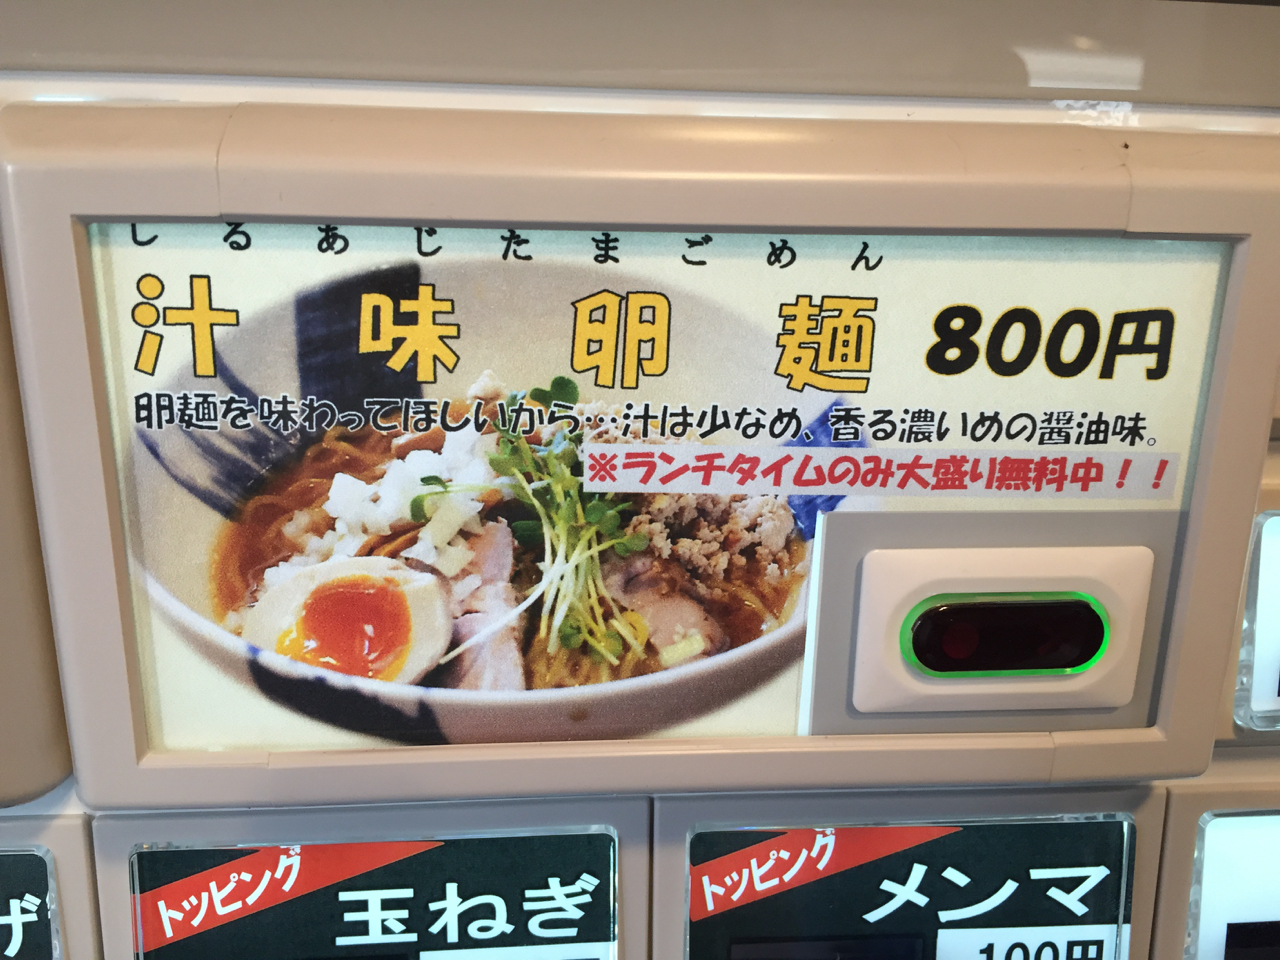 しるあじたまごめん
汁味卵麺 800円
卵麺を味わってほしいから…汁は少なめ、香る濃いめの醤油味。
※ランチタイムのみ大盛り無料中！！
トッピング
玉ねぎ
トッピング
メンマ
100円
げ